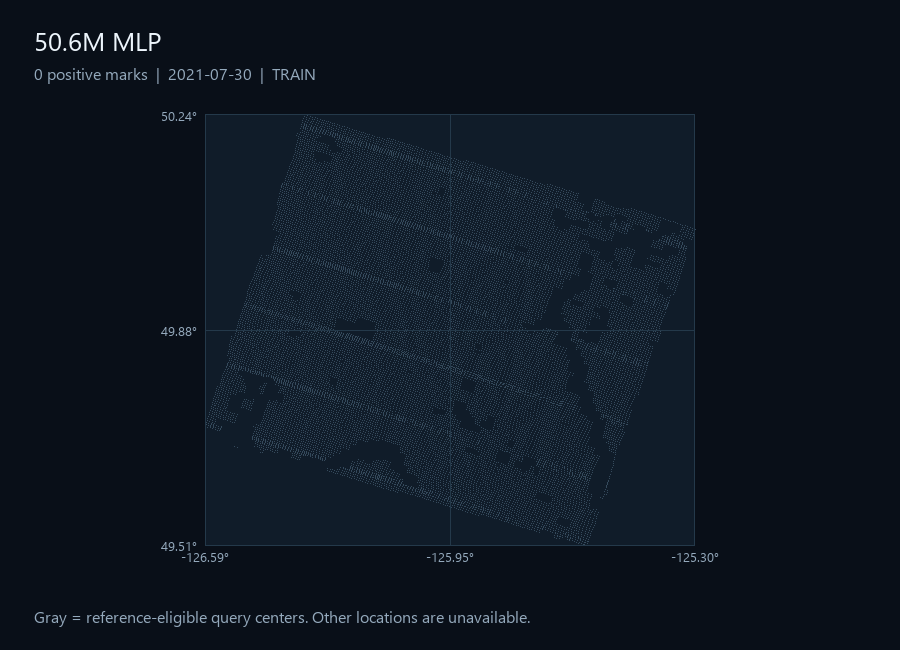 50.6M MLP
0 positive marks | 2021-07-30 | TRAIN
50.24°
49.88°
49.51°
-126.59° -125.95° -125.30°
Gray = reference-eligible query centers. Other locations are unavailable.